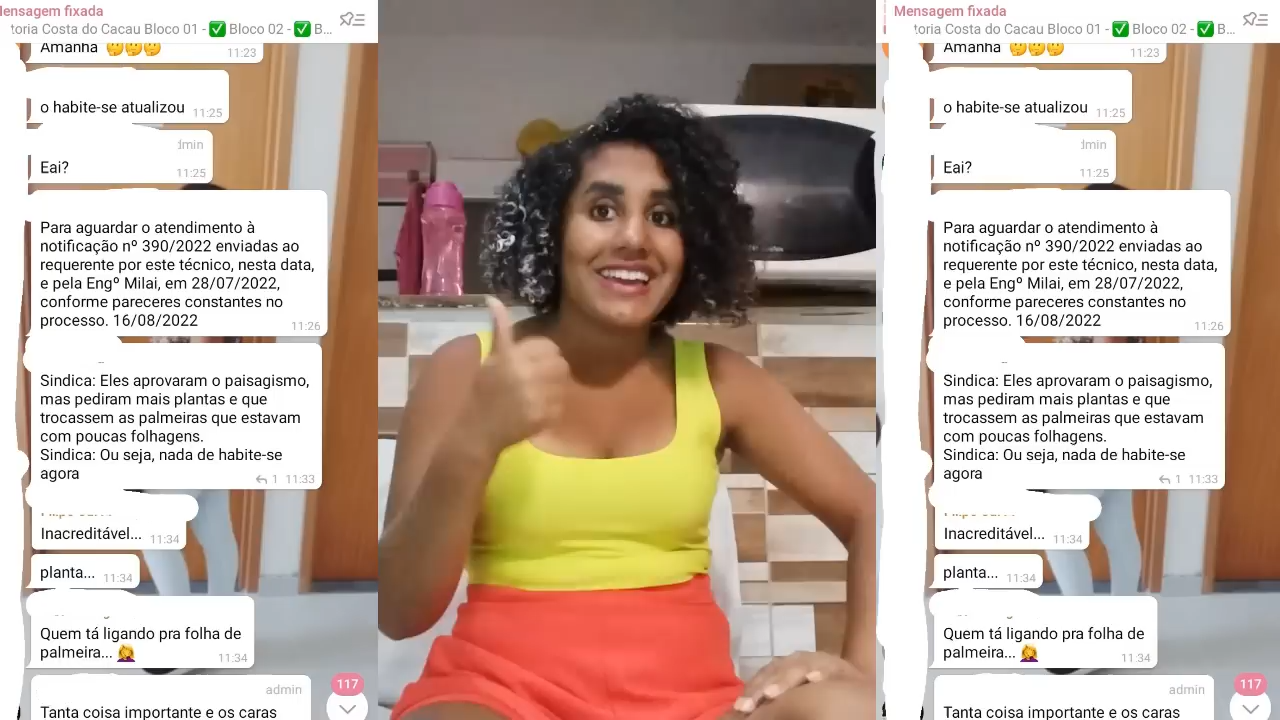 Mensagem fixada
toria Costa do Cacau Bloco 01 - ✅ Bloco 02 - ✅ B...
Amanhã 🤔🤔🤔
11:23
o habite-se atualizou 11:25
Eai?
11:25
Para aguardar o atendimento à
notificação nº 390/2022 enviadas ao
requerente por este técnico, nesta data,
e pela Engº Milai, em 28/07/2022,
conforme pareceres constantes no
processo. 16/08/2022
11:26
Sindica: Eles aprovaram o paisagismo,
mas pediram mais plantas e que
trocassem as palmeiras que estavam
com poucas folhagens.
Sindica: Ou seja, nada de habite-se
agora
1 11:33
Inacreditável... 11:34
planta... 11:34
Quem tá ligando pra folha de
palmeira... 🤦‍♀️ 11:34
117
admin
Tanta coisa importante e os caras
Mensagem fixada
toria Costa do Cacau Bloco 01 - ✅ Bloco 02 - ✅ B...
Amanhã 🤔🤔🤔
11:23
o habite-se atualizou 11:25
Eai?
11:25
Para aguardar o atendimento à
notificação nº 390/2022 enviadas ao
requerente por este técnico, nesta data,
e pela Engº Milai, em 28/07/2022,
conforme pareceres constantes no
processo. 16/08/2022
11:26
Sindica: Eles aprovaram o paisagismo,
mas pediram mais plantas e que
trocassem as palmeiras que estavam
com poucas folhagens.
Sindica: Ou seja, nada de habite-se
agora
1 11:33
Inacreditável... 11:34
planta... 11:34
Quem tá ligando pra folha de
palmeira... 🤦‍♀️ 11:34
117
admin
Tanta coisa importante e os caras